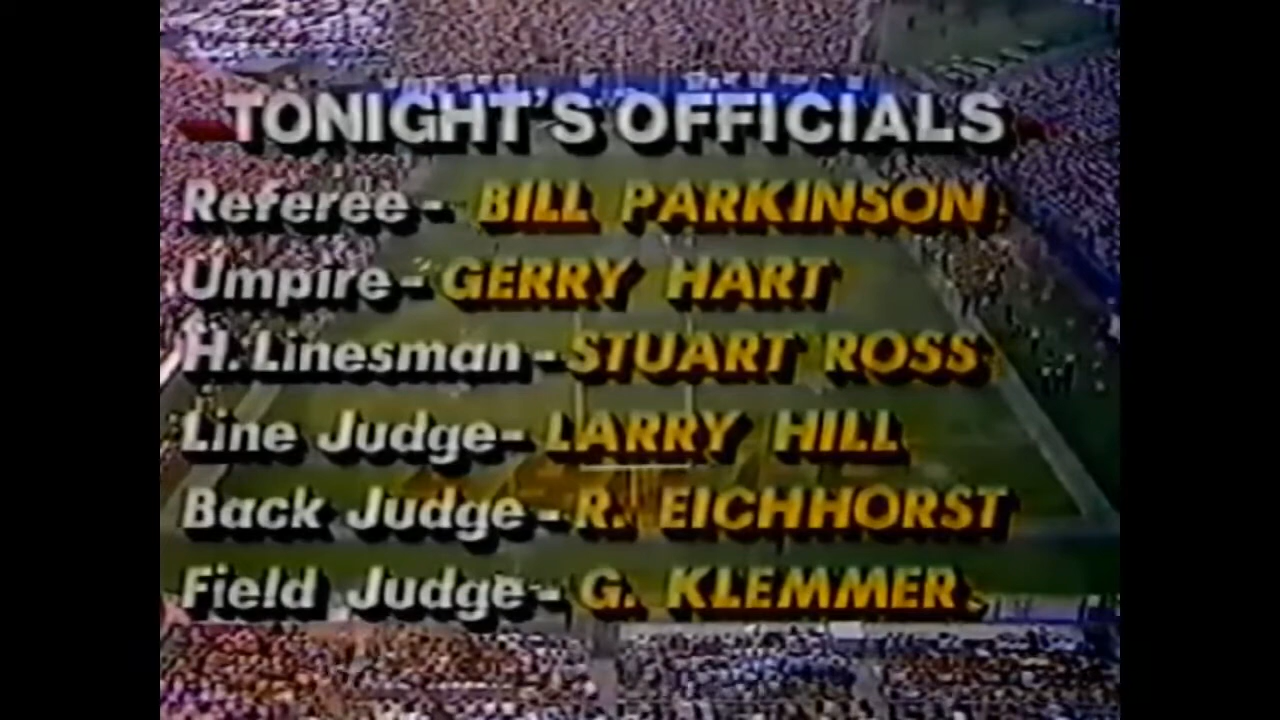 TONIGHT'S OFFICIALS
Referee - BILL PARKINSON
Umpire - GERRY HART
H. Linesman - STUART ROSS
Line Judge - LARRY HILL
Back Judge - R. EICHHORST
Field Judge - G. KLEMMER